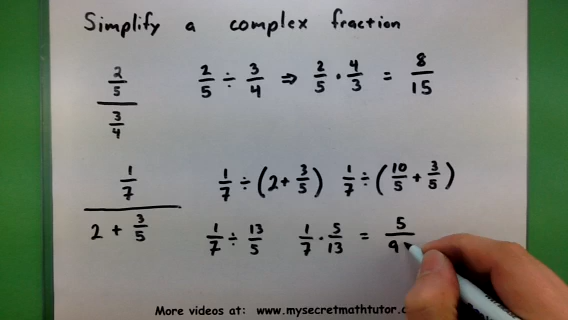 Simplify a complex fraction
2/5 / 3/4
2/5 ÷ 3/4 ⇒ 2/5 · 4/3 = 8/15
1/7 / 2 + 3/5
1/7 ÷ (2 + 3/5) 1/7 ÷ (10/5 + 3/5)
1/7 ÷ 13/5 1/7 · 5/13 = 5/9
More videos at: www.mysecretmathtutor.co